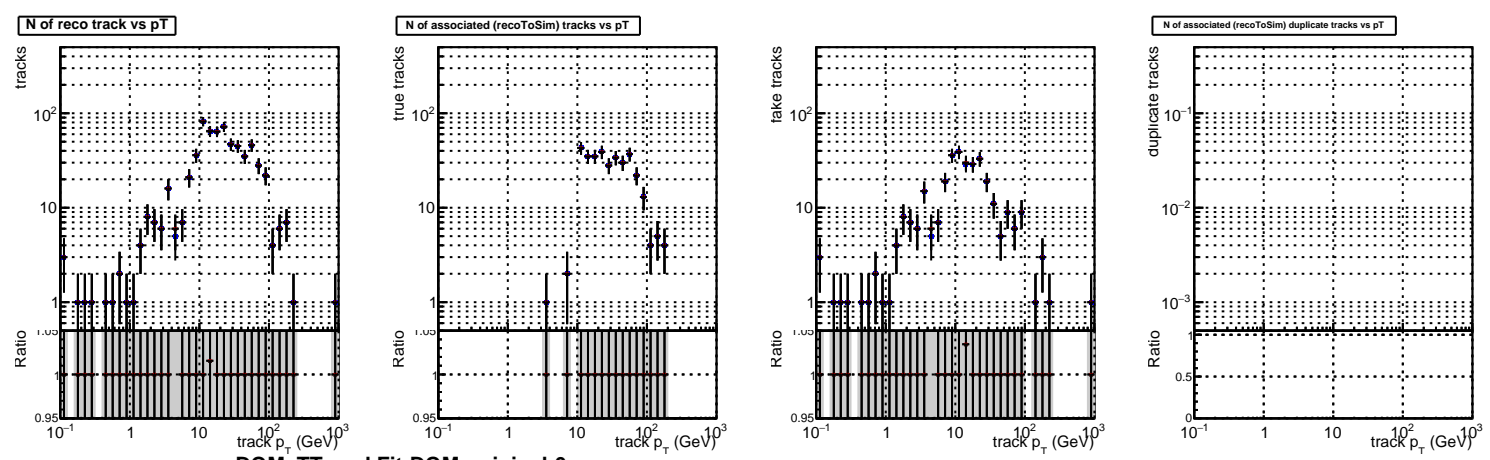 N of reco track vs pT
tracks
10²
10
1
Ratio
1.05
1
0.95
10⁻¹ 1 10 10² 10³
track p_T (GeV)
N of associated (recoToSim) tracks vs pT
true tracks
10²
10
1
Ratio
1.05
1
0.95
10⁻¹ 1 10 10² 10³
track p_T (GeV)
fake tracks
10²
10
1
Ratio
1.05
1
0.95
10⁻¹ 1 10 10² 10³
track p_T (GeV)
N of associated (recoToSim) duplicate tracks vs pT
duplicate tracks
10⁻¹
10⁻²
10⁻³
Ratio
1
0.5
0
10⁻¹ 1 10 10² 10³
track p_T (GeV)